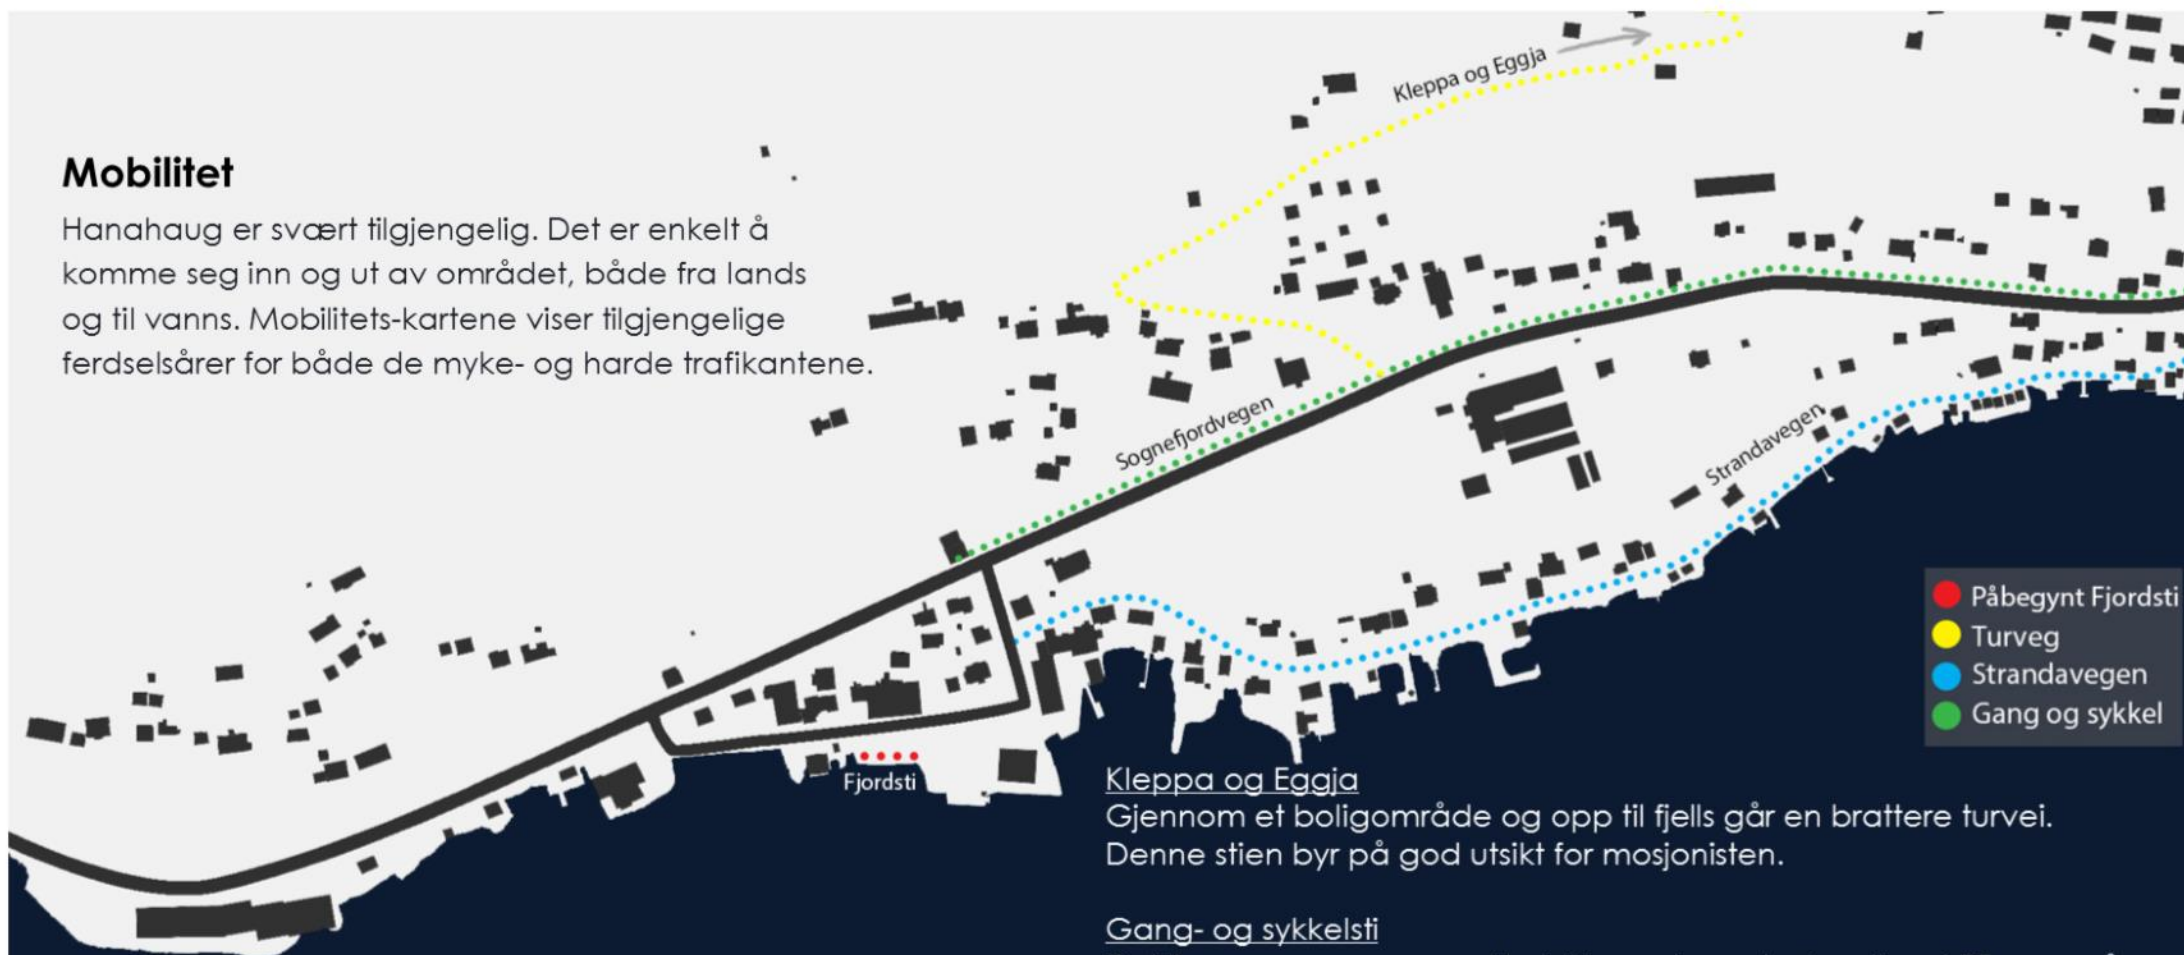 Mobilitet
Hanahaug er svært tilgjengelig. Det er enkelt å
komme seg inn og ut av området, både fra lands
og til vanns. Mobilitets-kartene viser tilgjengelige
ferdselsårer for både de myke- og harde trafikantene.
Kleppa og Eggja
Sognefjordvegen
Strandavegen
Påbegynt Fjordsti
Turveg
Strandavegen
Gang og sykkel
Fjordsti
Kleppa og Eggja
Gjennom et boligområde og opp til fjells går en brattere turvei.
Denne stien byr på god utsikt for mosjonisten.
Gang- og sykkelsti